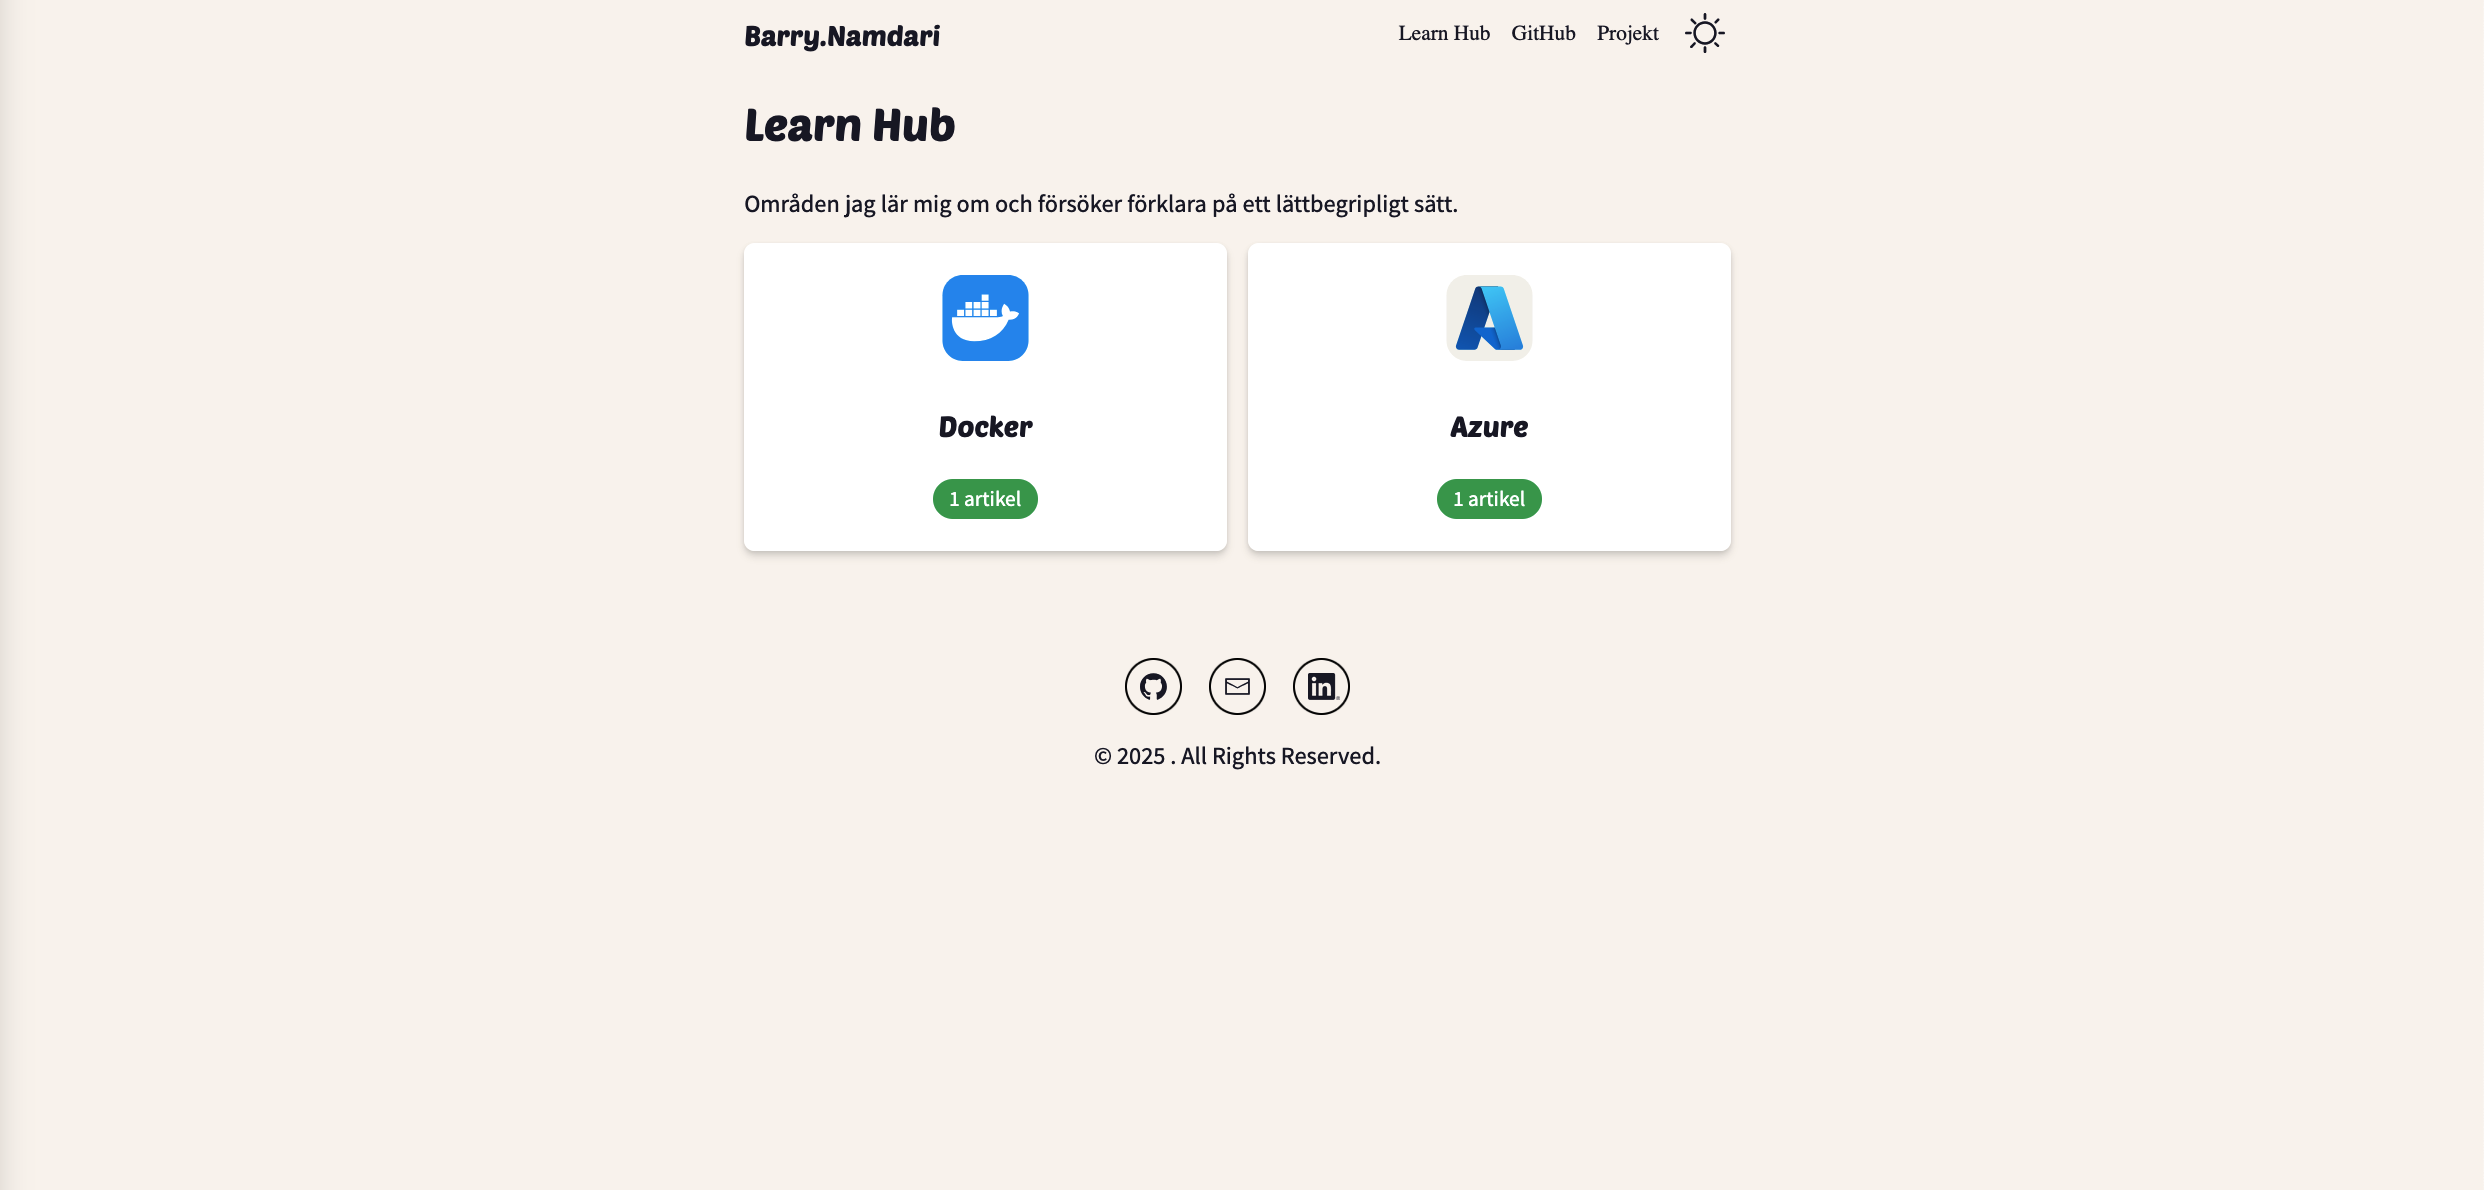 Barry.Namdari
Learn Hub GitHub Projekt
Learn Hub
Områden jag lär mig om och försöker förklara på ett lättbegripligt sätt.
Docker
1 artikel
Azure
1 artikel
in
© 2025 . All Rights Reserved.